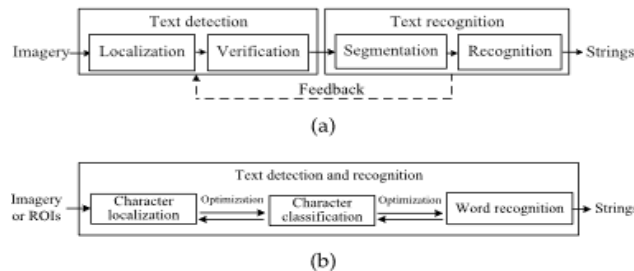 Text detection
Text recognition
Imagery
Localization
Verification
Segmentation
Recognition
Strings
Feedback
(a)
Text detection and recognition
Imagery
or ROIs
Character
localization
Optimization
Character
classification
Optimization
Word recognition
Strings
(b)